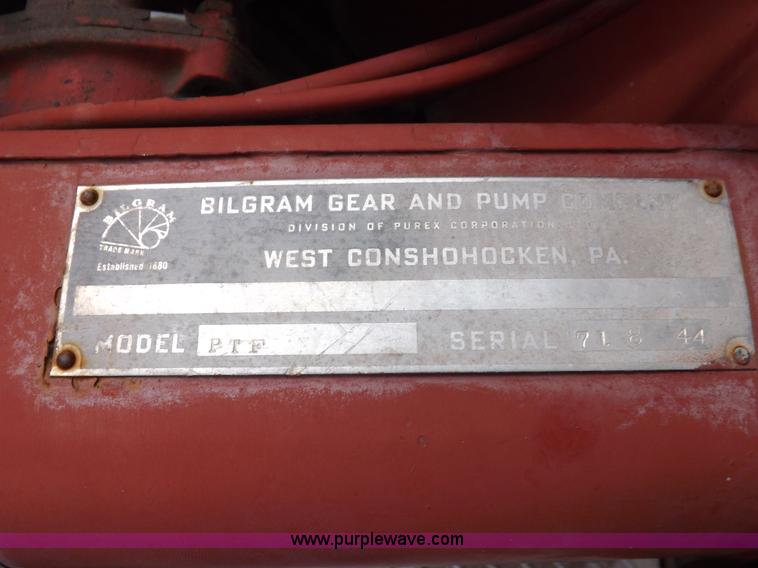 BILGRAM
TRADE MARK
Established 1880
BILGRAM GEAR AND PUMP COMPANY
DIVISION OF PUREX CORPORATION
WEST CONSHOHOCKEN, PA.
MODEL PTF
SERIAL 71 8 44
www.purplewave.com